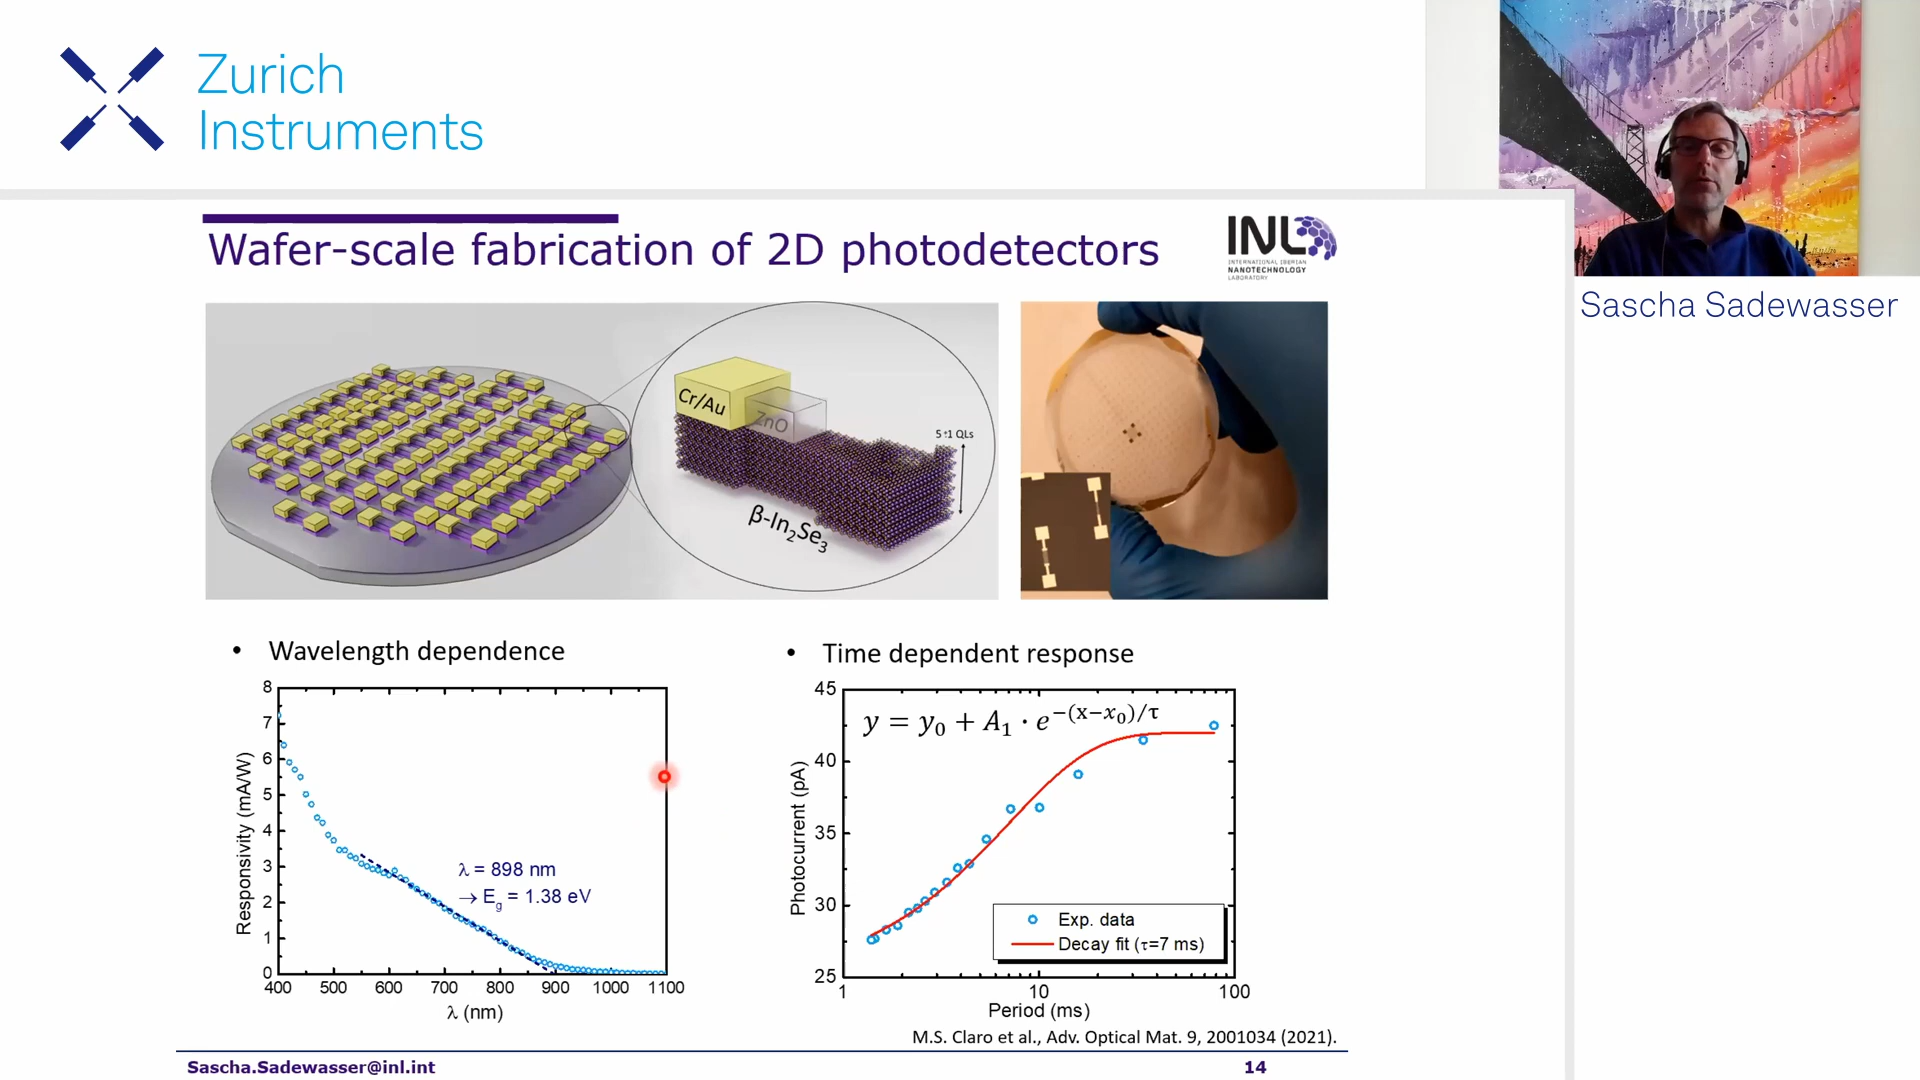 Zurich
Instruments
Sascha Sadewasser
Wafer-scale fabrication of 2D photodetectors
INL
INTERNATIONAL IBERIAN
NANOTECHNOLOGY
LABORATORY
Cr/Au
ZnO
5±1 QLs
β-In₂Se₃
• Wavelength dependence
8
7
6
5
4
3
2
1
0
Responsivity (mA/W)
λ = 898 nm
→ Eg = 1.38 eV
400 500 600 700 800 900 1000 1100
λ (nm)
• Time dependent response
45
40
35
30
25
Photocurrent (pA)
y = y₀ + A₁ · e^−(x−x₀)/τ
Exp. data
Decay fit (τ=7 ms)
1 10 100
Period (ms)
M.S. Claro et al., Adv. Optical Mat. 9, 2001034 (2021).
Sascha.Sadewasser@inl.int
14